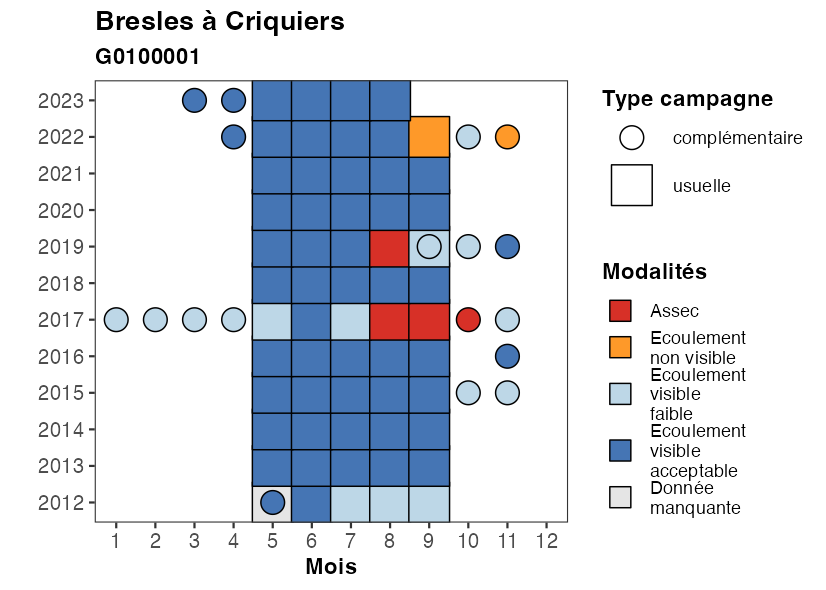 Bresles à Criquiers
G0100001
2023
2022
2021
2020
2019
2018
2017
2016
2015
2014
2013
2012
1 2 3 4 5 6 7 8 9 10 11 12
Mois
Type campagne
complémentaire
usuelle
Modalités
Assec
Ecoulement
non visible
Ecoulement
visible
faible
Ecoulement
visible
acceptable
Donnée
manquante